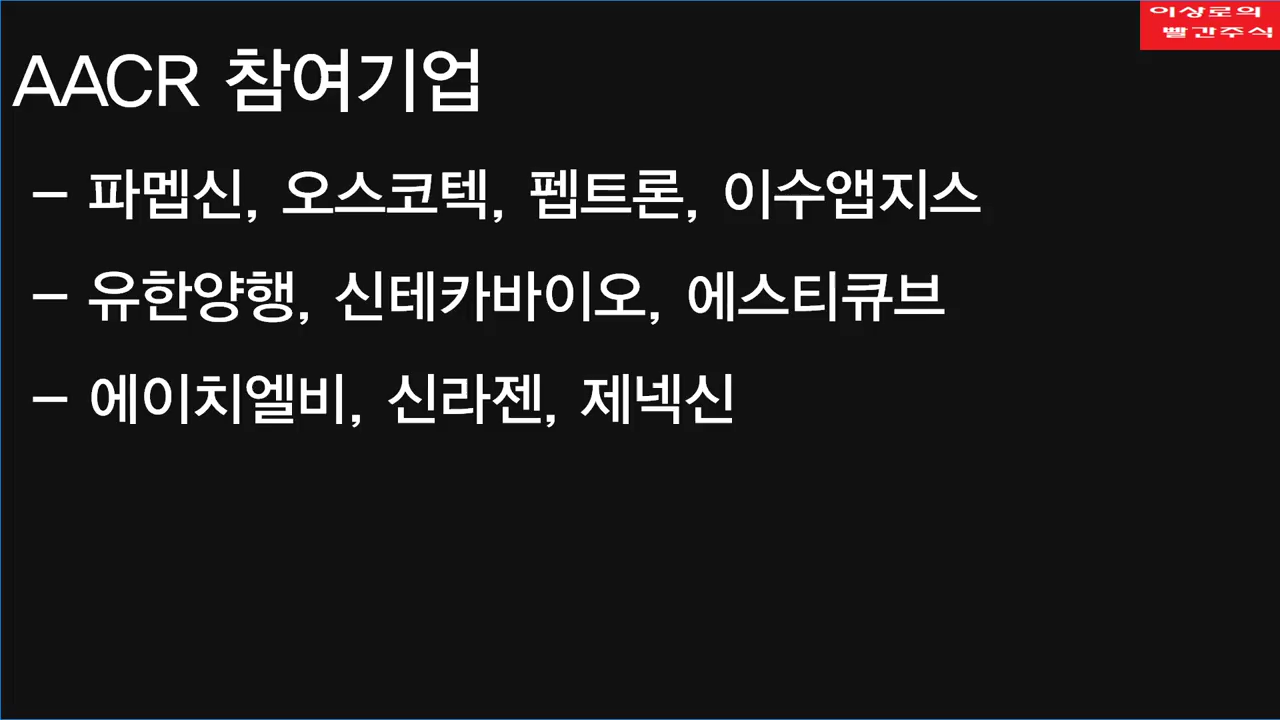 이상로의
빨간주식
AACR 참여기업
– 파멥신, 오스코텍, 펩트론, 이수앱지스
– 유한양행, 신테카바이오, 에스티큐브
– 에이치엘비, 신라젠, 제넥신